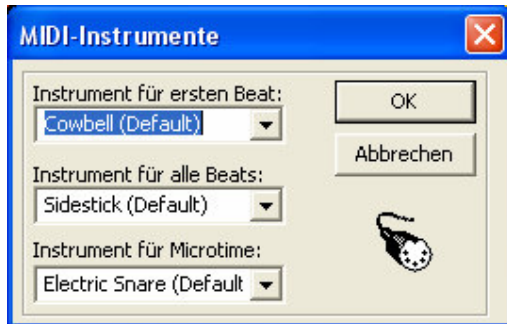 MIDI-Instrumente
Instrument für ersten Beat:
Cowbell (Default)
OK
Abbrechen
Instrument für alle Beats:
Sidestick (Default)
Instrument für Microtime:
Electric Snare (Default